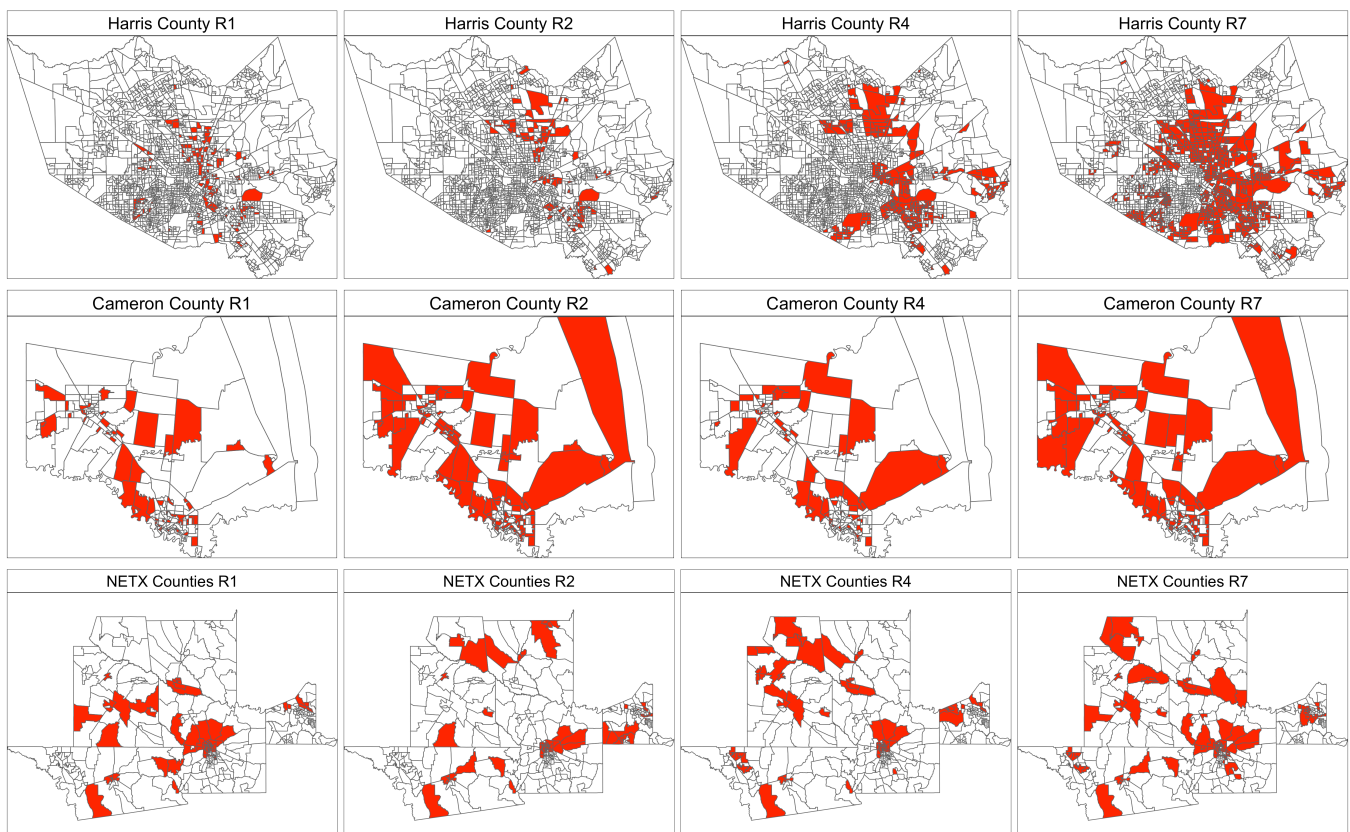 Harris County R1
Harris County R2
Harris County R4
Harris County R7
Cameron County R1
Cameron County R2
Cameron County R4
Cameron County R7
NETX Counties R1
NETX Counties R2
NETX Counties R4
NETX Counties R7